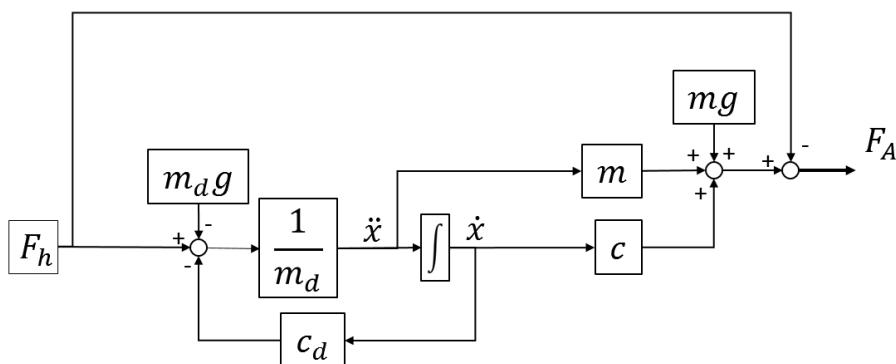 mg
F_A
-
+ + +
m
m_d g
+
-
+
F_h
+
-
1
m_d
ẍ
∫
ẋ
c
-
c_d